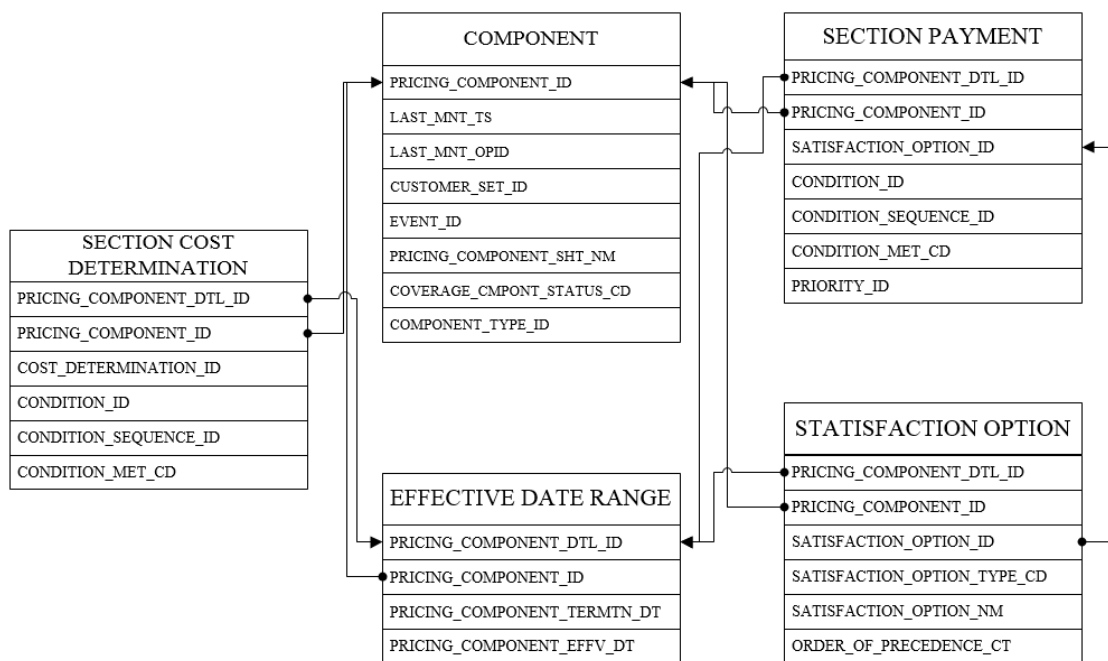 COMPONENT
PRICING_COMPONENT_ID
LAST_MNT_TS
LAST_MNT_OPID
CUSTOMER_SET_ID
EVENT_ID
PRICING_COMPONENT_SHT_NM
COVERAGE_CMPONT_STATUS_CD
COMPONENT_TYPE_ID
SECTION PAYMENT
PRICING_COMPONENT_DTL_ID
PRICING_COMPONENT_ID
SATISFACTION_OPTION_ID
CONDITION_ID
CONDITION_SEQUENCE_ID
CONDITION_MET_CD
PRIORITY_ID
SECTION COST
DETERMINATION
PRICING_COMPONENT_DTL_ID
PRICING_COMPONENT_ID
COST_DETERMINATION_ID
CONDITION_ID
CONDITION_SEQUENCE_ID
CONDITION_MET_CD
EFFECTIVE DATE RANGE
PRICING_COMPONENT_DTL_ID
PRICING_COMPONENT_ID
PRICING_COMPONENT_TERMTN_DT
PRICING_COMPONENT_EFFV_DT
STATISFACTION OPTION
PRICING_COMPONENT_DTL_ID
PRICING_COMPONENT_ID
SATISFACTION_OPTION_ID
SATISFACTION_OPTION_TYPE_CD
SATISFACTION_OPTION_NM
ORDER_OF_PRECEDENCE_CT